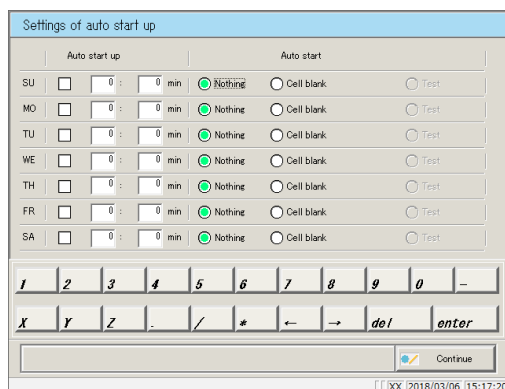 Settings of auto start up
Auto start up Auto start
SU 0 : 0 min Nothing Cell blank Test
MO 0 : 0 min Nothing Cell blank Test
TU 0 : 0 min Nothing Cell blank Test
WE 0 : 0 min Nothing Cell blank Test
TH 0 : 0 min Nothing Cell blank Test
FR 0 : 0 min Nothing Cell blank Test
SA 0 : 0 min Nothing Cell blank Test
1 2 3 4 5 6 7 8 9 0 -
X Y Z . / * ← → del enter
Continue
XX 2018/03/06 15:17:20